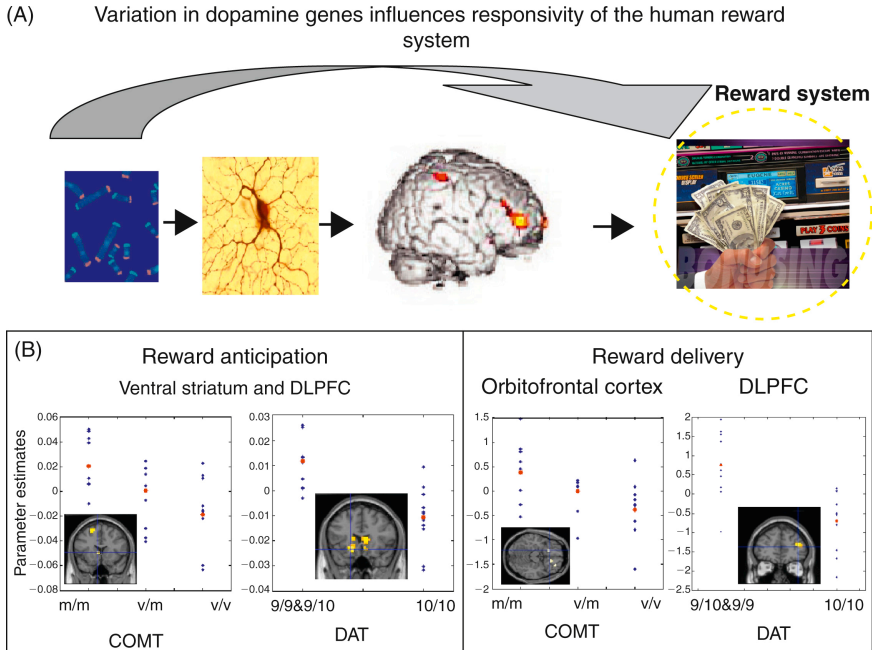 (A) Variation in dopamine genes influences responsivity of the human reward
system
Reward system
PLAY 3 COINS
(B)
Reward anticipation
Ventral striatum and DLPFC
Parameter estimates
0.06
0.04
0.02
0
−0.02
−0.04
−0.06
−0.08
m/m v/m v/v
COMT
0.03
0.02
0.01
0
−0.01
−0.02
−0.03
−0.04
9/9&9/10 10/10
DAT
Reward delivery
Orbitofrontal cortex
1.5
1
0.5
0
−0.5
−1
−1.5
−2
m/m v/m v/v
COMT
DLPFC
2
1.5
1
0.5
0
−0.5
−1
−1.5
−2
−2.5
9/10&9/9 10/10
DAT